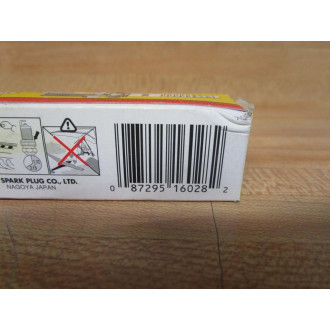 SPARK PLUG CO., LTD.
NAGOYA JAPAN
0 87295 16028 2